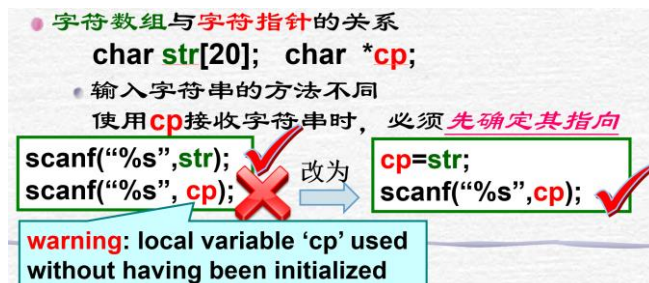 字符数组与字符指针的关系
char str[20]; char *cp;
输入字符串的方法不同
使用cp接收字符串时，必须先确定其指向
scanf(“%s”,str);
scanf(“%s”, cp);
改为
cp=str;
scanf(“%s”,cp);
warning: local variable ‘cp’ used
without having been initialized